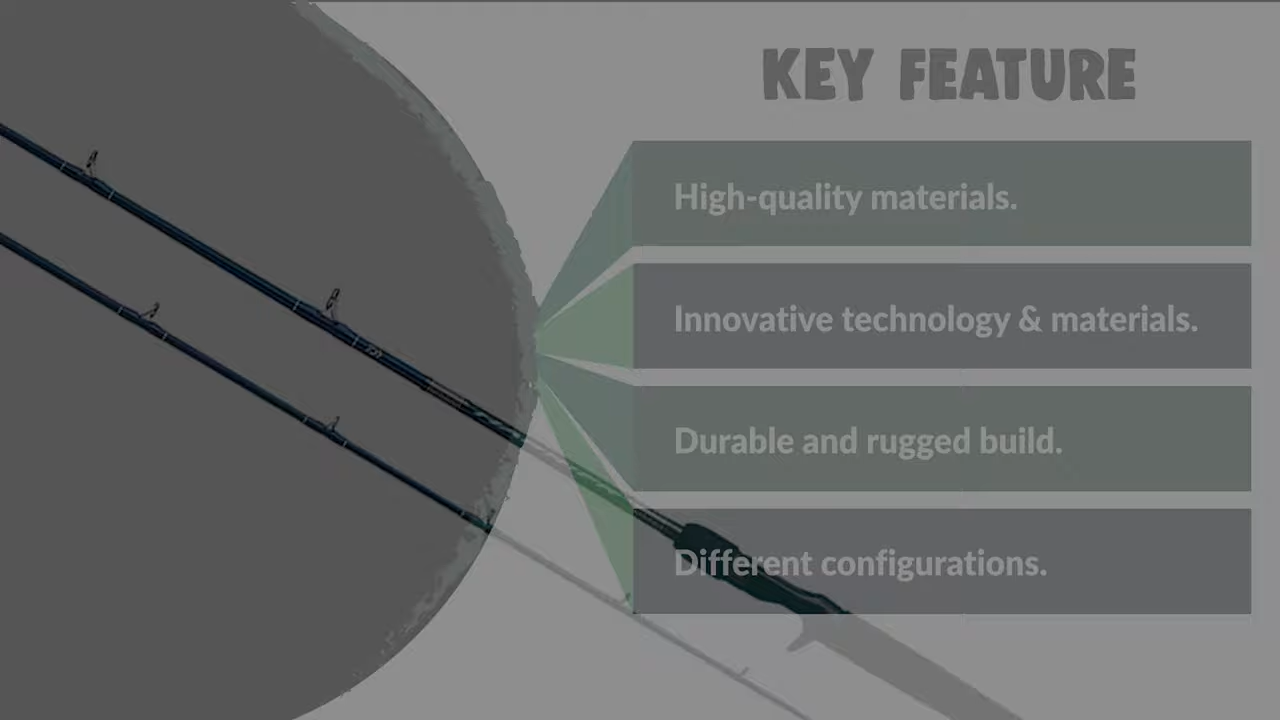 KEY FEATURE
High-quality materials.
Innovative technology & materials.
Durable and rugged build.
Different configurations.